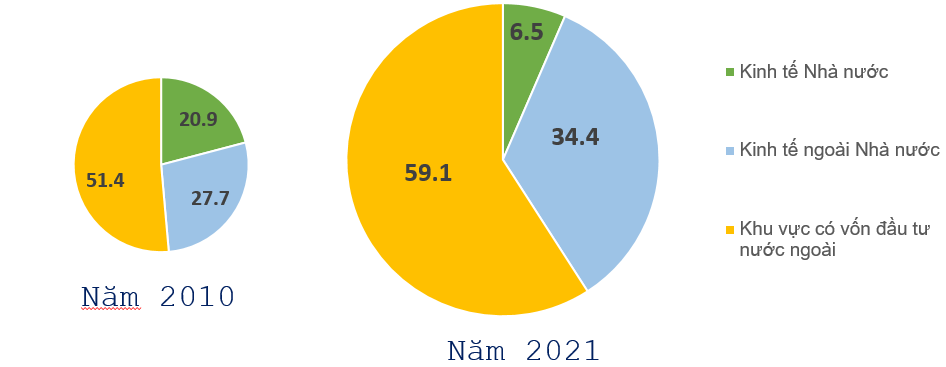 20.9
27.7
51.4
Năm 2010
6.5
34.4
59.1
Năm 2021
Kinh tế Nhà nước
Kinh tế ngoài Nhà nước
Khu vực có vốn đầu tư
nước ngoài